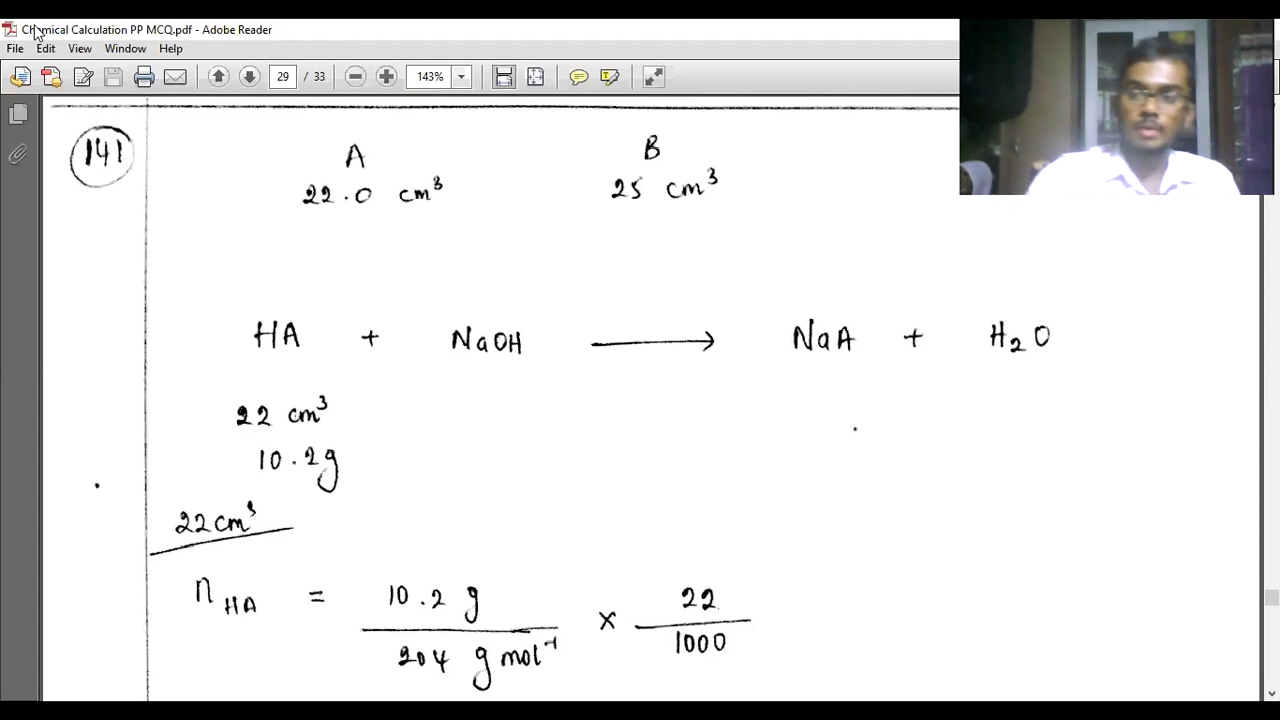 Chemical Calculation PP MCQ.pdf - Adobe Reader
File Edit View Window Help
29 / 33 143%
141
A B
22.0 cm³ 25 cm³
HA + NaOH ⟶ NaA + H₂O
22 cm³
10.2g
22cm³
n_HA = 10.2 g / 204 g mol⁻¹ × 22 / 1000